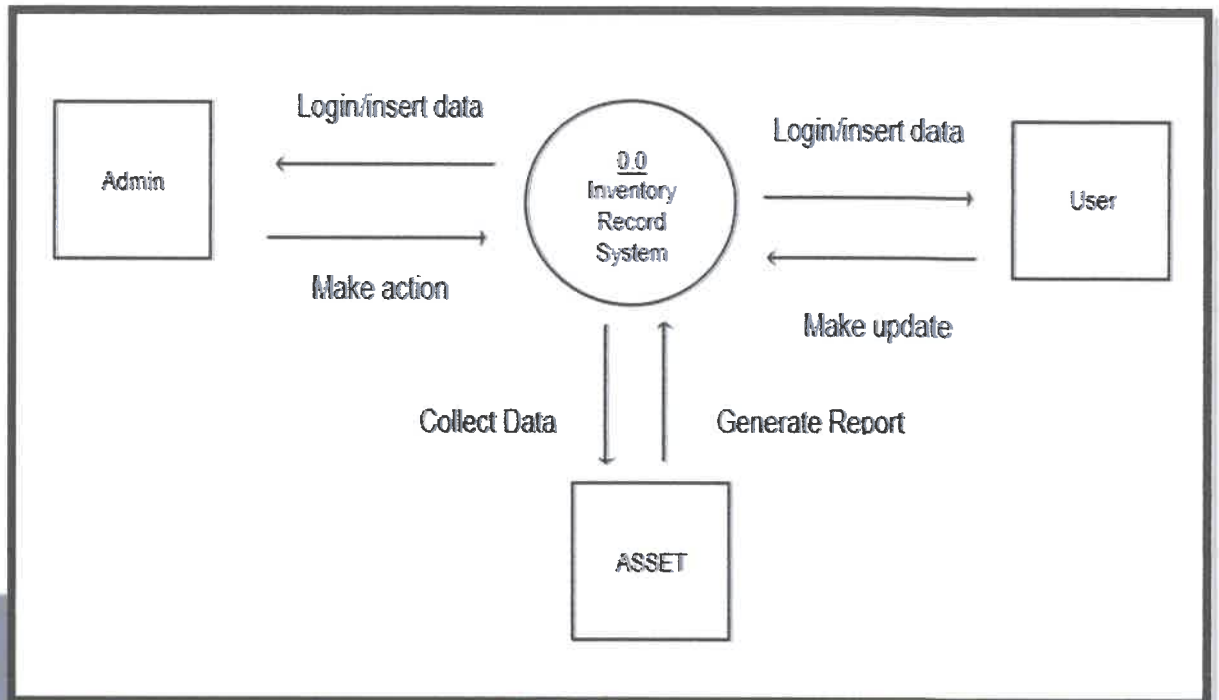 Login/insert data
Login/insert data
Admin
0.0
Inventory
Record
System
User
Make action
Make update
Collect Data
Generate Report
ASSET